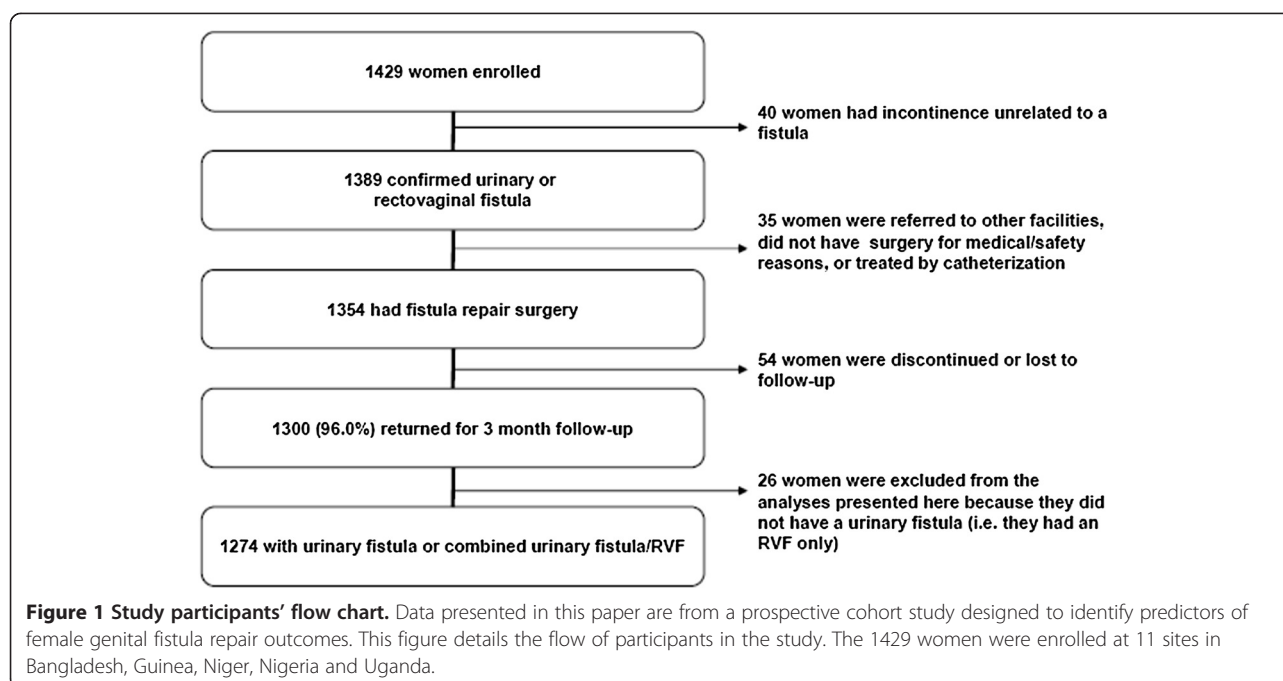 1429 women enrolled
40 women had incontinence unrelated to a
fistula
1389 confirmed urinary or
rectovaginal fistula
35 women were referred to other facilities,
did not have surgery for medical/safety
reasons, or treated by catheterization
1354 had fistula repair surgery
54 women were discontinued or lost to
follow-up
1300 (96.0%) returned for 3 month follow-up
26 women were excluded from the
analyses presented here because they did
not have a urinary fistula (i.e. they had an
RVF only)
1274 with urinary fistula or combined urinary fistula/RVF
Figure 1 Study participants' flow chart. Data presented in this paper are from a prospective cohort study designed to identify predictors of
female genital fistula repair outcomes. This figure details the flow of participants in the study. The 1429 women were enrolled at 11 sites in
Bangladesh, Guinea, Niger, Nigeria and Uganda.